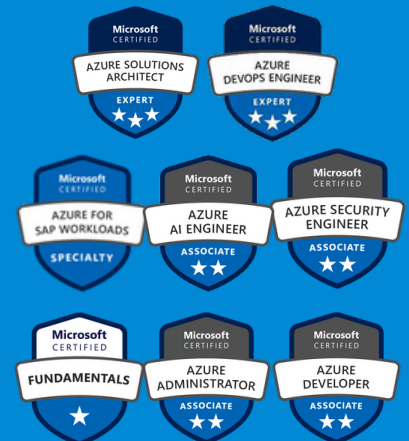 Microsoft
CERTIFIED
AZURE SOLUTIONS
ARCHITECT
EXPERT
Microsoft
CERTIFIED
AZURE
DEVOPS ENGINEER
EXPERT
Microsoft
CERTIFIED
AZURE FOR
SAP WORKLOADS
SPECIALTY
Microsoft
CERTIFIED
AZURE
AI ENGINEER
ASSOCIATE
Microsoft
CERTIFIED
AZURE SECURITY
ENGINEER
ASSOCIATE
Microsoft
CERTIFIED
FUNDAMENTALS
Microsoft
CERTIFIED
AZURE
ADMINISTRATOR
ASSOCIATE
Microsoft
CERTIFIED
AZURE
DEVELOPER
ASSOCIATE